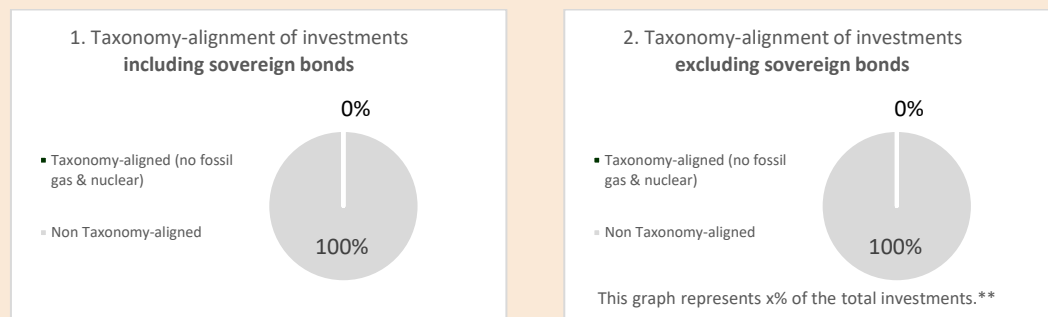 1. Taxonomy-alignment of investments
including sovereign bonds
0%
Taxonomy-aligned (no fossil
gas & nuclear)
Non Taxonomy-aligned
100%
2. Taxonomy-alignment of investments
excluding sovereign bonds
0%
Taxonomy-aligned (no fossil
gas & nuclear)
Non Taxonomy-aligned
100%
This graph represents x% of the total investments.**